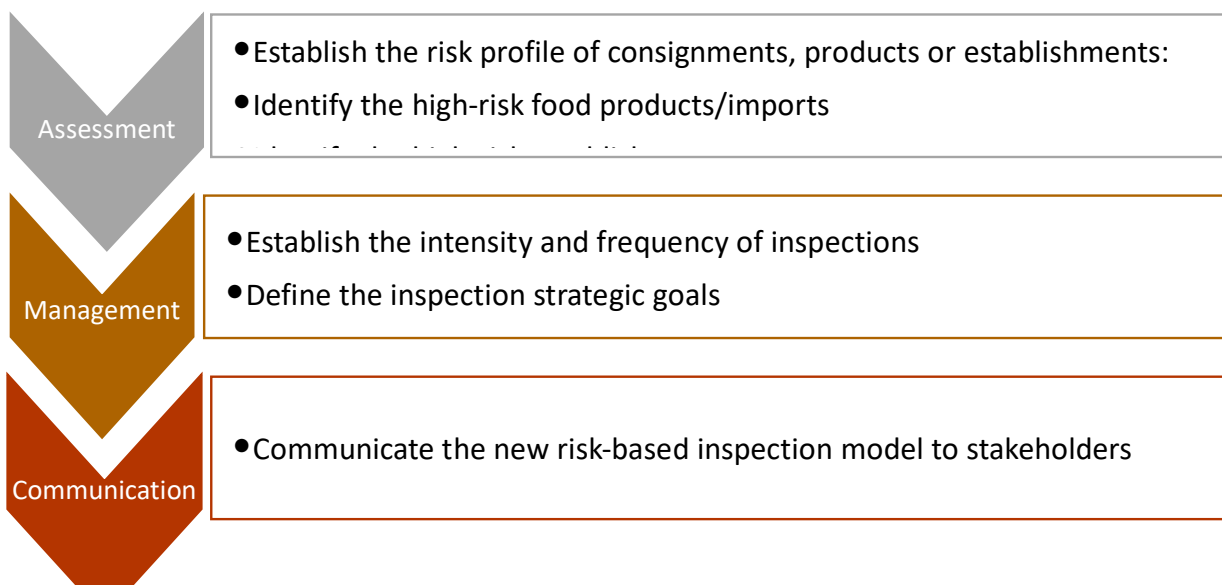 Assessment
•Establish the risk profile of consignments, products or establishments:
•Identify the high-risk food products/imports
Management
•Establish the intensity and frequency of inspections
•Define the inspection strategic goals
Communication
•Communicate the new risk-based inspection model to stakeholders